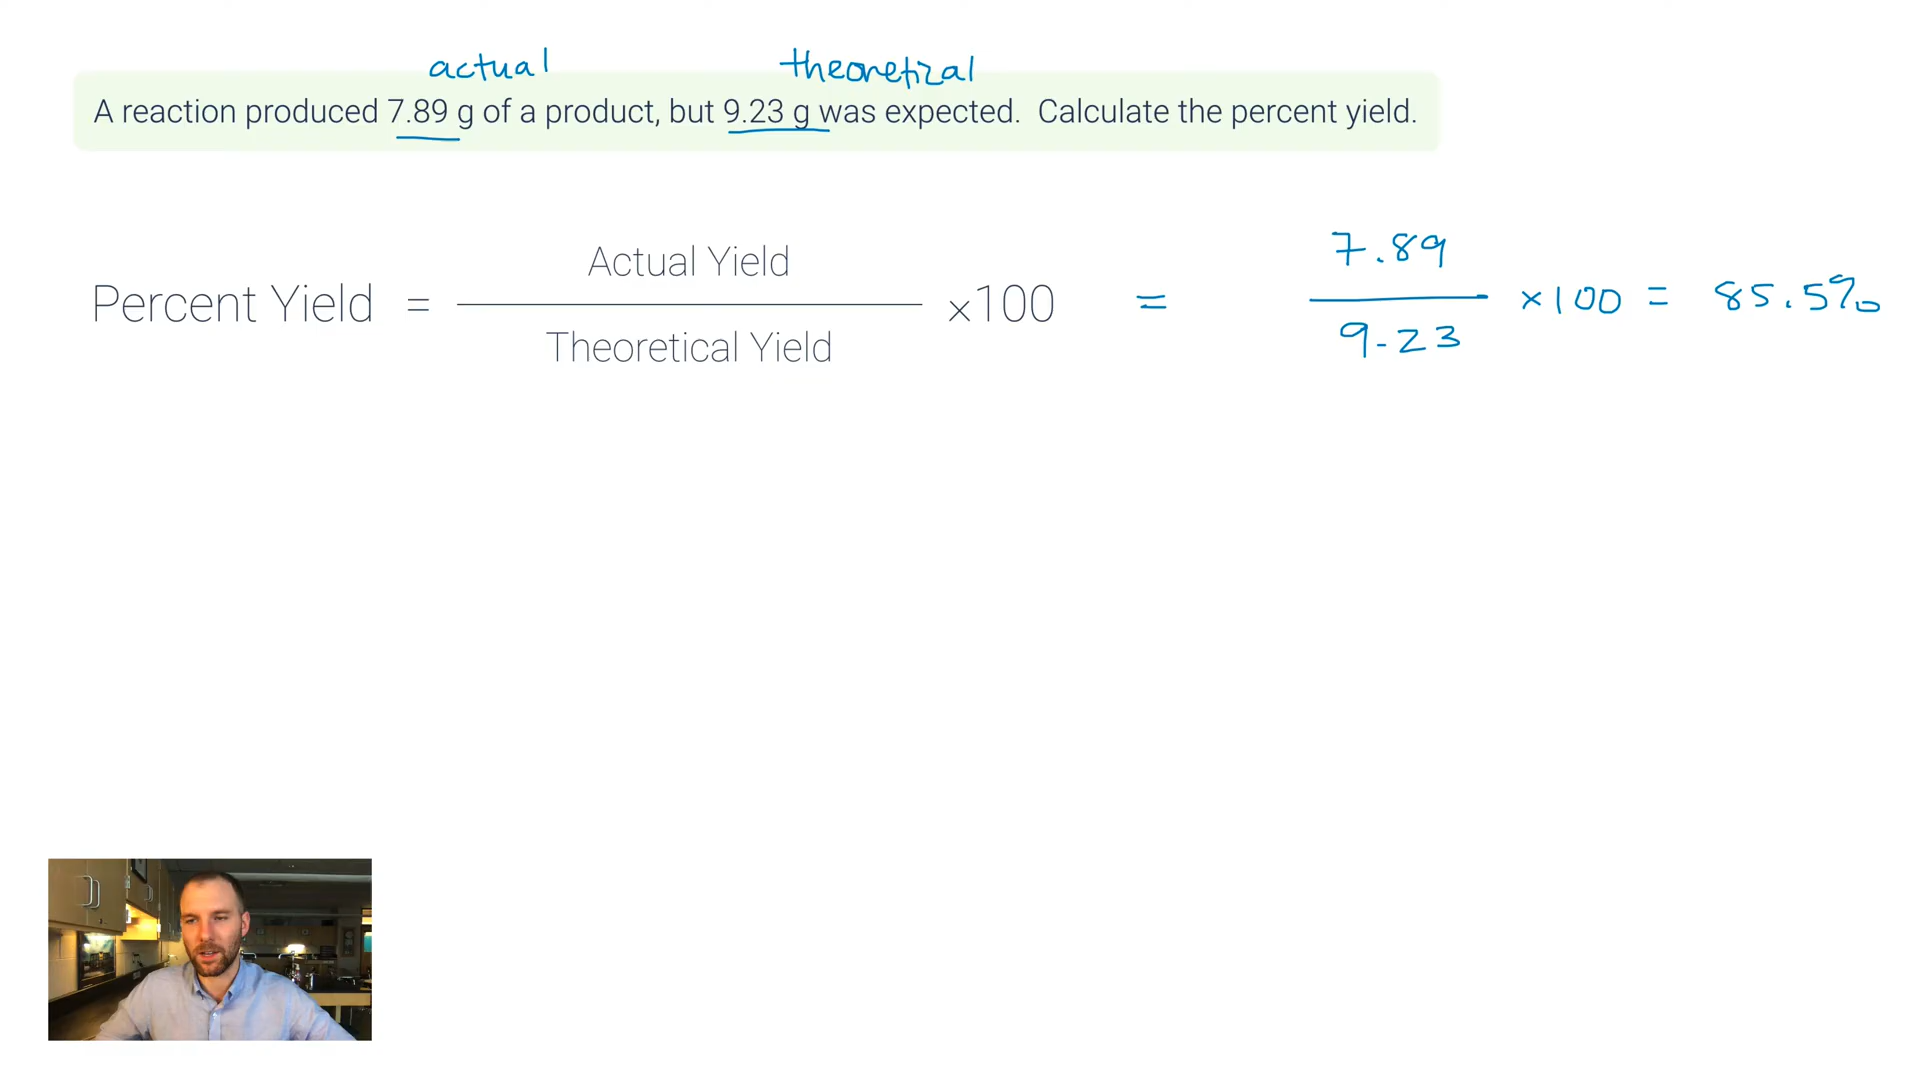 actual theoretical
A reaction produced 7.89 g of a product, but 9.23 g was expected. Calculate the percent yield.
Percent Yield = Actual Yield / Theoretical Yield ×100 = 7.89 / 9.23 ×100 = 85.5%